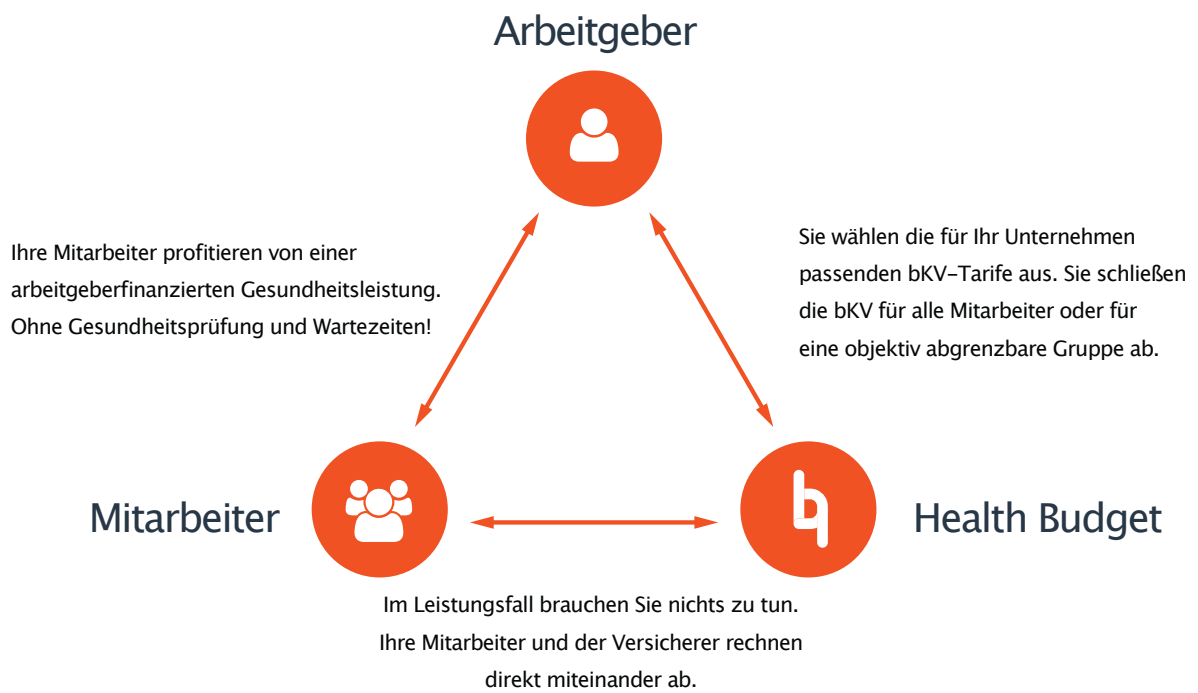 Arbeitgeber
Ihre Mitarbeiter profitieren von einer
arbeitgeberfinanzierten Gesundheitsleistung.
Ohne Gesundheitsprüfung und Wartezeiten!
Sie wählen die für Ihr Unternehmen
passenden bKV-Tarife aus. Sie schließen
die bKV für alle Mitarbeiter oder für
eine objektiv abgrenzbare Gruppe ab.
Mitarbeiter
Health Budget
Im Leistungsfall brauchen Sie nichts zu tun.
Ihre Mitarbeiter und der Versicherer rechnen
direkt miteinander ab.